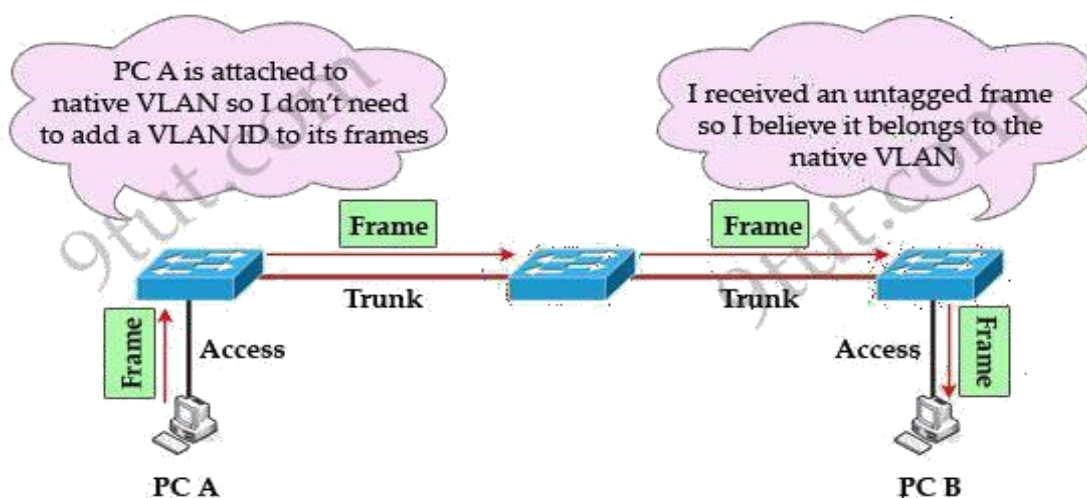 PC A is attached to
native VLAN so I don't need
to add a VLAN ID to its frames
I received an untagged frame
so I believe it belongs to the
native VLAN
9tut.com
9tut.com
Frame
Frame
Trunk
Trunk
Frame
Access
Access
Frame
PC A
PC B